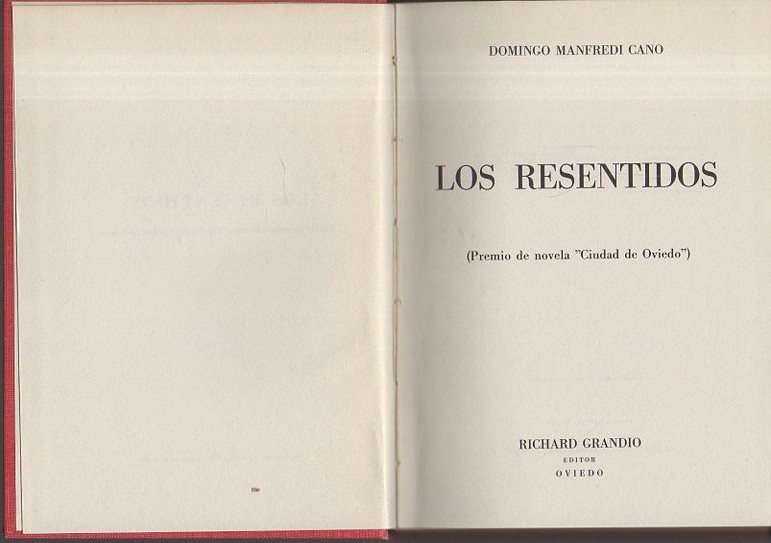 DOMINGO MANFREDI CANO
LOS RESENTIDOS
(Premio de novela "Ciudad de Oviedo")
RICHARD GRANDIO
EDITOR
OVIEDO